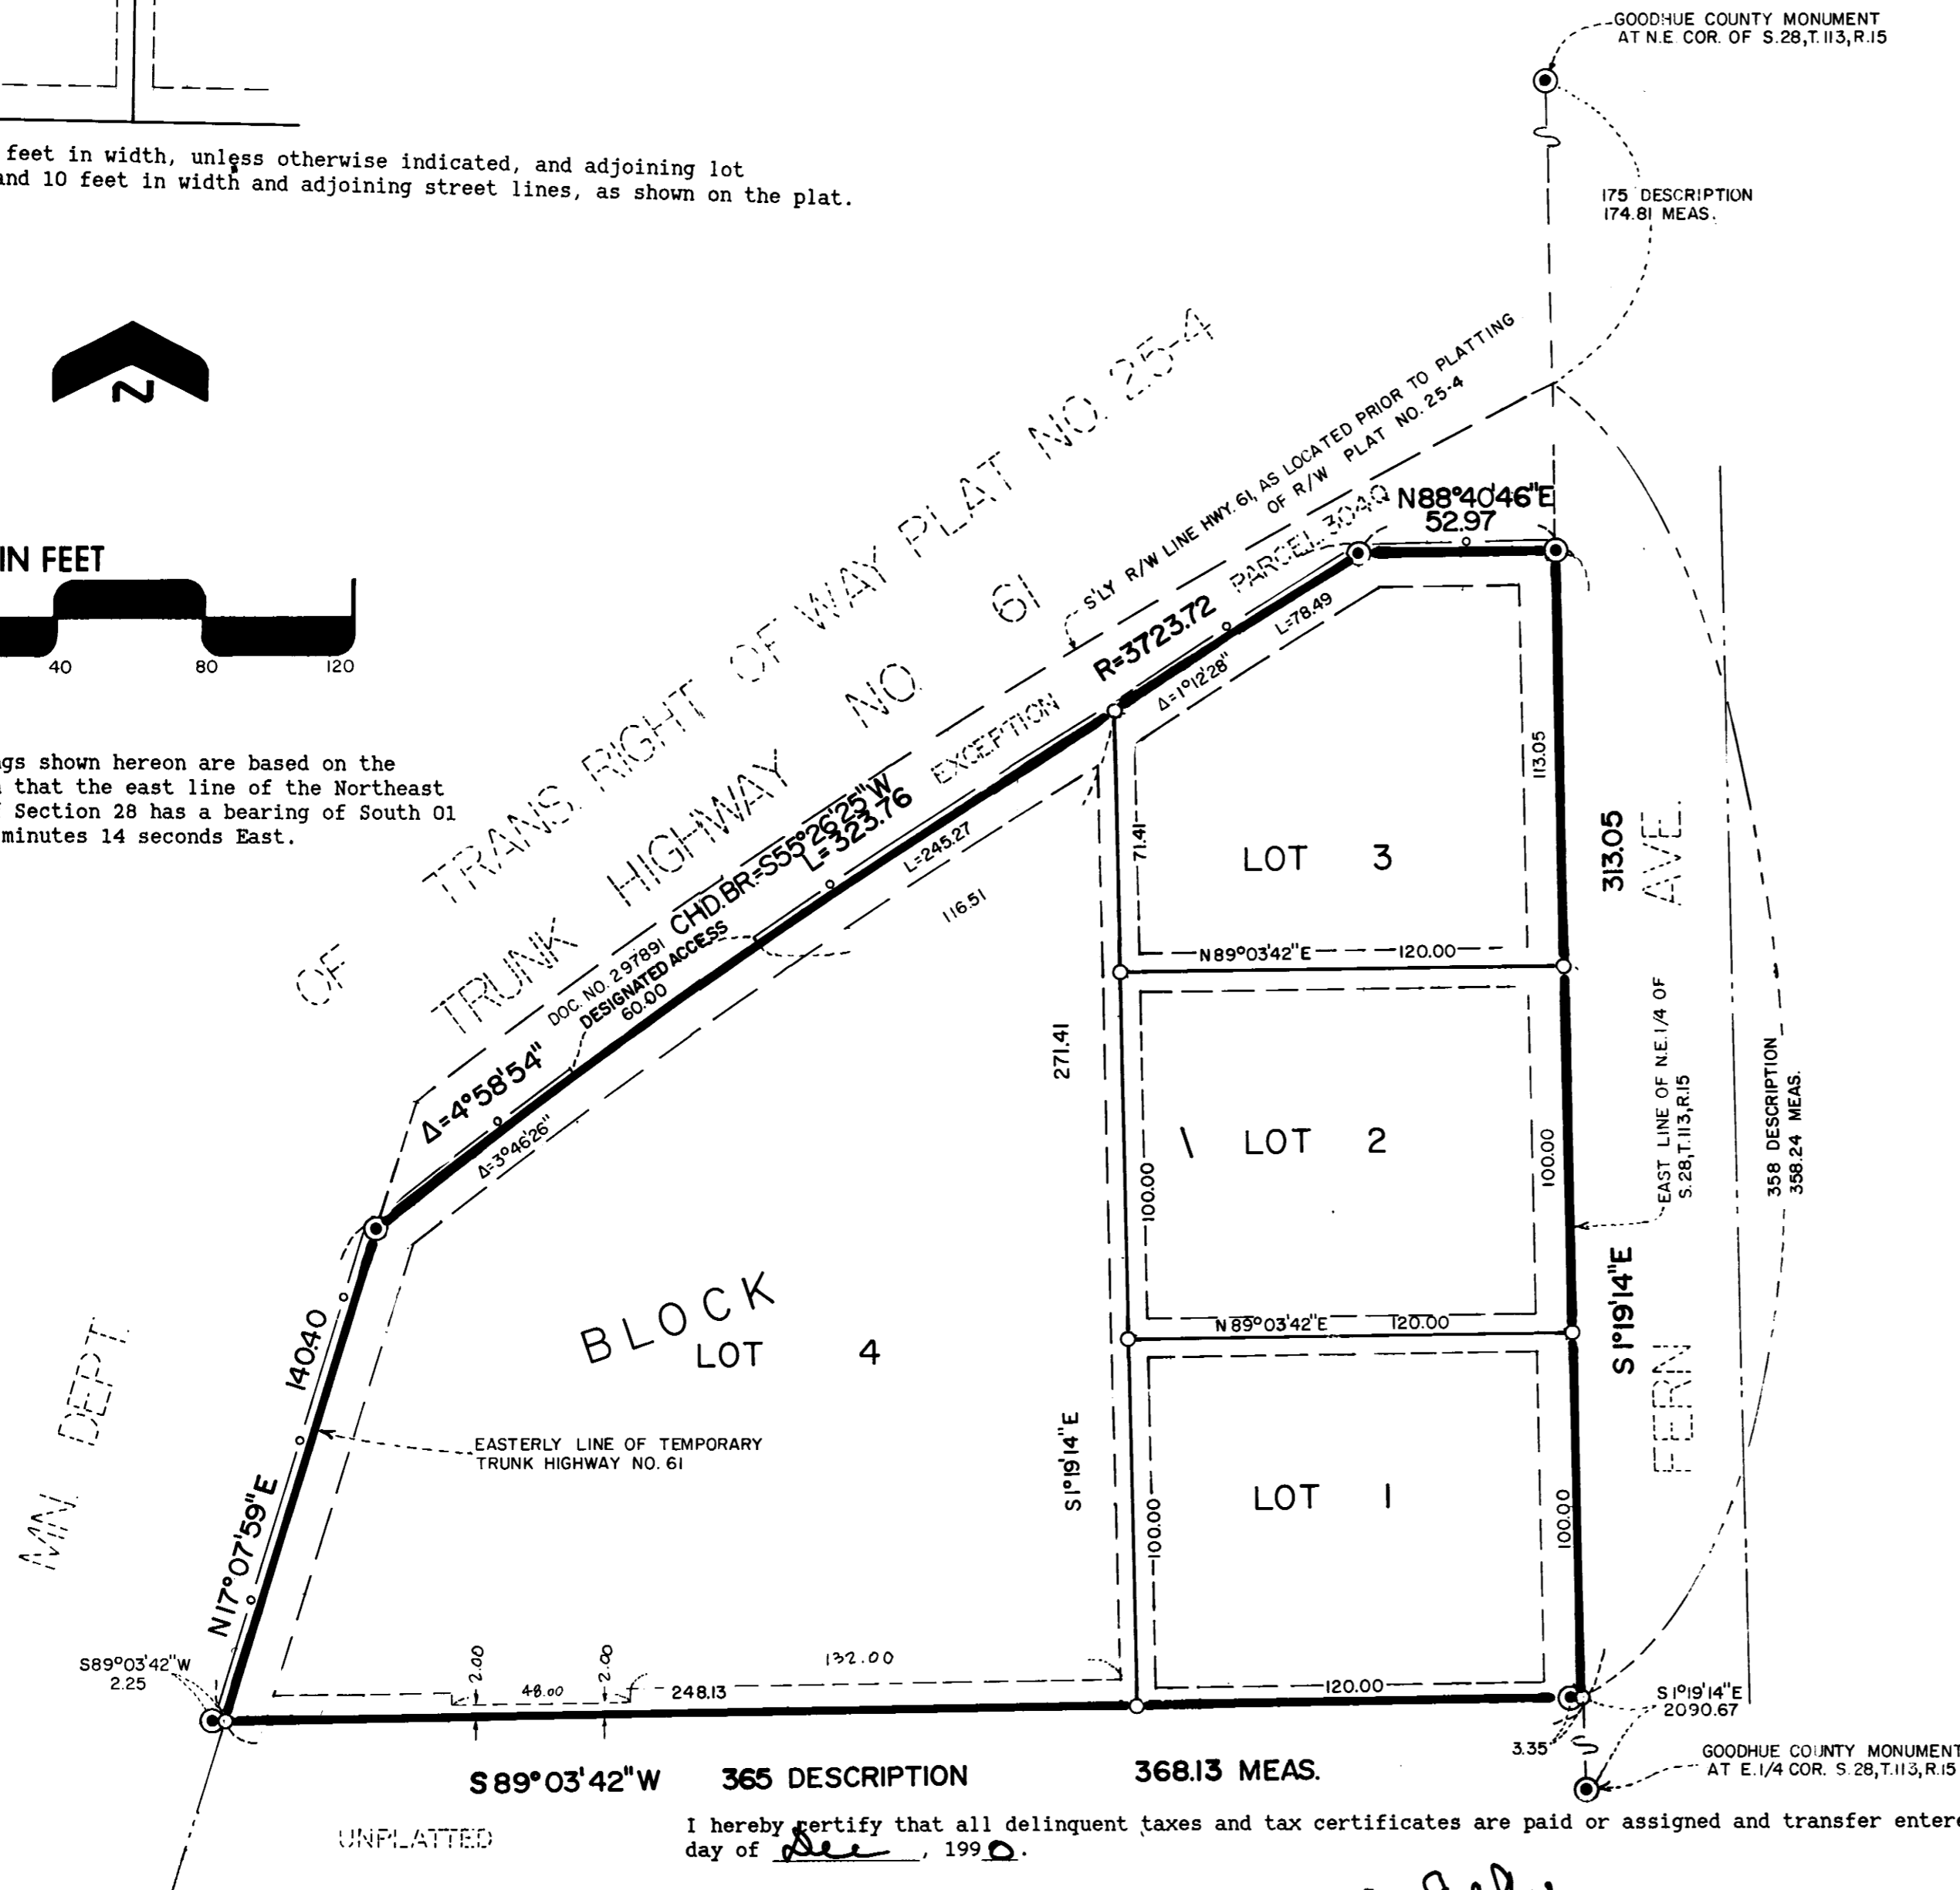 GOODHUE COUNTY MONUMENT
AT N.E. COR. OF S.28,T.113,R.15
feet in width, unless otherwise indicated, and adjoining lot
and 10 feet in width and adjoining street lines, as shown on the plat.
175 DESCRIPTION
174.81 MEAS.
N
IN FEET
40 80 120
gs shown hereon are based on the
that the east line of the Northeast
Section 28 has a bearing of South 01
minutes 14 seconds East.
MN. DEPT.
OF
TRANS. RIGHT OF WAY PLAT NO. 25-4
TRUNK HIGHWAY NO. 61
S'LY R/W LINE HWY. 61, AS LOCATED PRIOR TO PLATTING
OF R/W PLAT NO. 25-4
PARCEL 304Q
EXCEPTION
N88°40'46"E
52.97
R=3723.72
L=78.49
Δ=1°12'28"
CHD.BR.=S55°26'25"W
L=323.76
L=245.27
116.51
DOC. NO. 297891
DESIGNATED ACCESS
60.00
Δ=4°58'54"
Δ=3°46'26"
113.05
71.41
LOT 3
313.05
AVE.
N89°03'42"E 120.00
271.41
EAST LINE OF N.E.1/4 OF
S.28,T.113,R.15
358 DESCRIPTION
358.24 MEAS.
1 LOT 2
100.00
100.00
S1°19'14"E
FERN
N89°03'42"E 120.00
BLOCK
LOT 4
140.40
N17°07'59"E
EASTERLY LINE OF TEMPORARY
TRUNK HIGHWAY NO. 61
S1°19'14"E
LOT 1
100.00
100.00
S89°03'42"W
2.25
2.00
2.00
48.00
132.00
248.13
120.00
S1°19'14"E
2090.67
3.35
GOODHUE COUNTY MONUMENT
AT E.1/4 COR. S.28,T.113,R.15
S89°03'42"W 365 DESCRIPTION 368.13 MEAS.
UNPLATTED
I hereby certify that all delinquent taxes and tax certificates are paid or assigned and transfer entere
day of Dec, 1990.